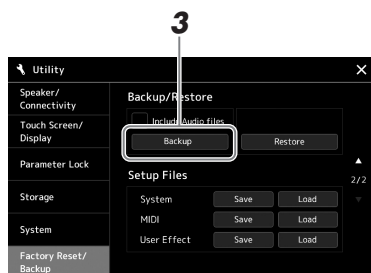 3
Utility
Speaker/
Connectivity
Touch Screen/
Display
Parameter Lock
Storage
System
Factory Reset/
Backup
Backup/Restore
Include Audio files
Backup
Restore
2/2
Setup Files
System
Save
Load
MIDI
Save
Load
User Effect
Save
Load